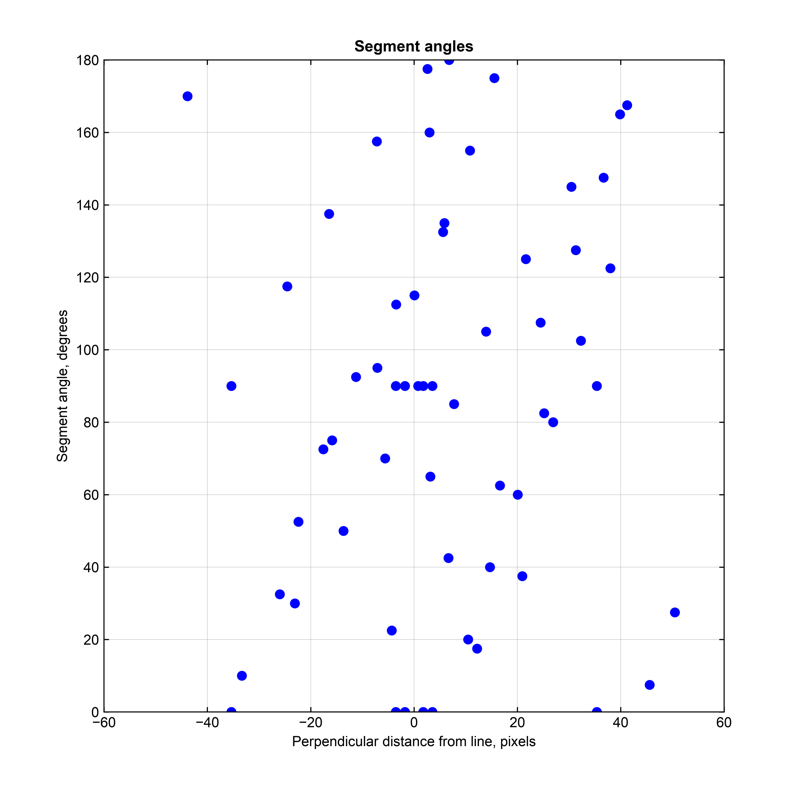 Segment angles
180
160
140
120
100
80
60
40
20
0
Segment angle, degrees
−60 −40 −20 0 20 40 60
Perpendicular distance from line, pixels